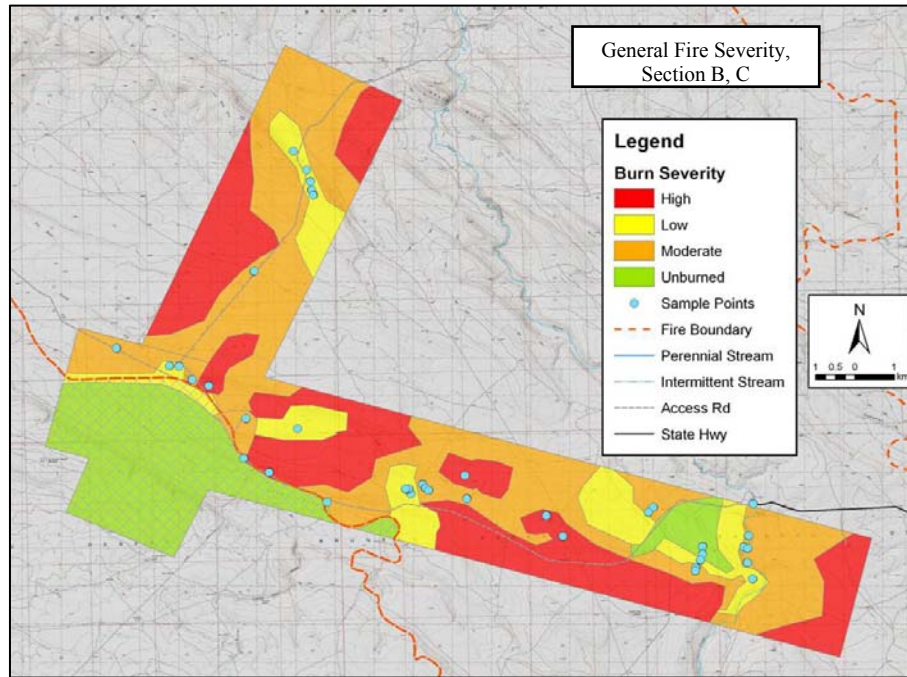 General Fire Severity,
Section B, C
Legend
Burn Severity
High
Low
Moderate
Unburned
Sample Points
Fire Boundary
Perennial Stream
Intermittent Stream
Access Rd
State Hwy
N
1 0.5 0 1
km